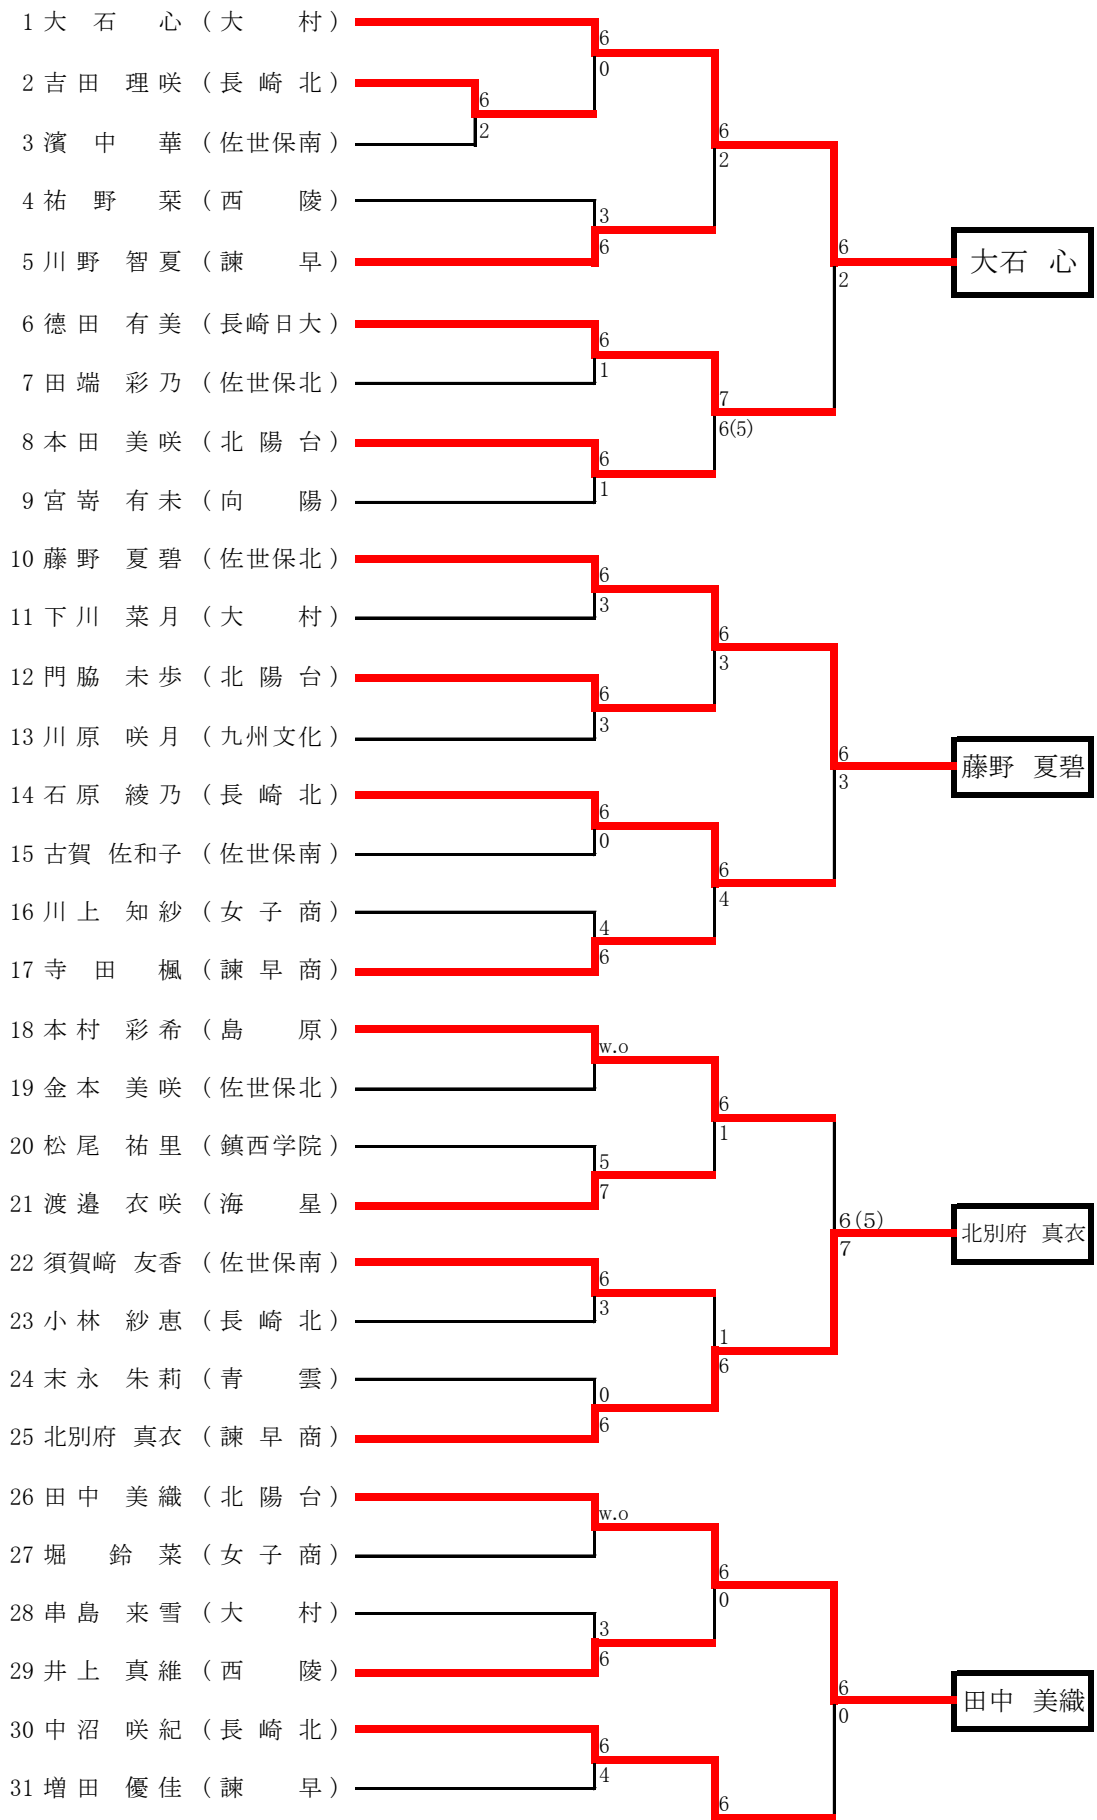 1 大 石 心 ( 大 村 )
6
0
2 吉 田 理 咲 ( 長 崎 北 )
6
2
3 濱 中 華 ( 佐世保南 )
6
2
4 祐 野 栞 ( 西 陵 )
3
6
5 川 野 智 夏 ( 諫 早 )
6
2
大石 心
6 德 田 有 美 ( 長崎日大 )
6
1
7 田 端 彩 乃 ( 佐世保北 )
7
6(5)
8 本 田 美 咲 ( 北 陽 台 )
6
1
9 宮 嵜 有 未 ( 向 陽 )
10 藤 野 夏 碧 ( 佐世保北 )
6
3
11 下 川 菜 月 ( 大 村 )
6
3
12 門 脇 未 歩 ( 北 陽 台 )
6
3
13 川 原 咲 月 ( 九州文化 )
6
3
藤野 夏碧
14 石 原 綾 乃 ( 長 崎 北 )
6
0
15 古賀 佐和子 ( 佐世保南 )
6
4
16 川 上 知 紗 ( 女 子 商 )
4
6
17 寺 田 楓 ( 諫 早 商 )
18 本 村 彩 希 ( 島 原 )
w.o
19 金 本 美 咲 ( 佐世保北 )
6
1
20 松 尾 祐 里 ( 鎮西学院 )
5
7
21 渡 邉 衣 咲 ( 海 星 )
6(5)
7
北別府 真衣
22 須賀﨑 友香 ( 佐世保南 )
6
3
23 小 林 紗 恵 ( 長 崎 北 )
1
6
24 末 永 朱 莉 ( 青 雲 )
0
6
25 北別府 真衣 ( 諫 早 商 )
26 田 中 美 織 ( 北 陽 台 )
w.o
27 堀 鈴 菜 ( 女 子 商 )
6
0
28 串 島 来 雪 ( 大 村 )
3
6
29 井 上 真 維 ( 西 陵 )
6
0
田中 美織
30 中 沼 咲 紀 ( 長 崎 北 )
6
4
31 増 田 優 佳 ( 諫 早 )
6